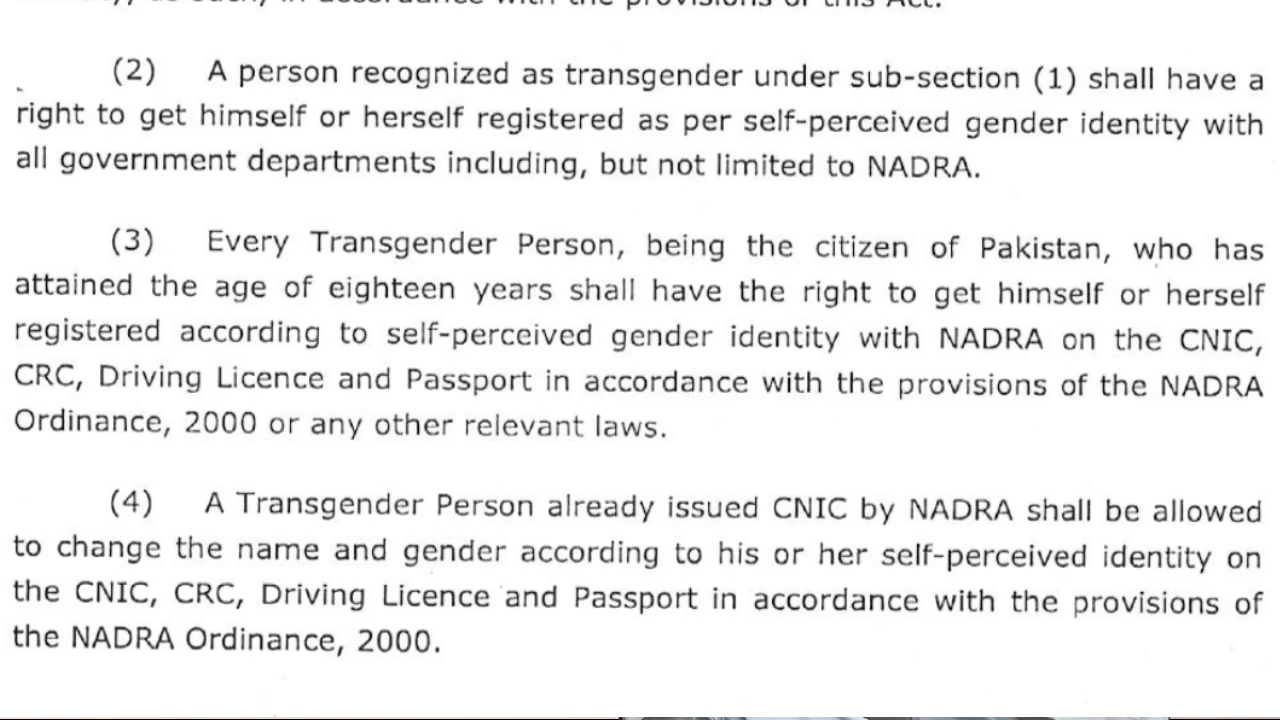 with the provisions of this Act.
(2) A person recognized as transgender under sub-section (1) shall have a
right to get himself or herself registered as per self-perceived gender identity with
all government departments including, but not limited to NADRA.
(3) Every Transgender Person, being the citizen of Pakistan, who has
attained the age of eighteen years shall have the right to get himself or herself
registered according to self-perceived gender identity with NADRA on the CNIC,
CRC, Driving Licence and Passport in accordance with the provisions of the NADRA
Ordinance, 2000 or any other relevant laws.
(4) A Transgender Person already issued CNIC by NADRA shall be allowed
to change the name and gender according to his or her self-perceived identity on
the CNIC, CRC, Driving Licence and Passport in accordance with the provisions of
the NADRA Ordinance, 2000.